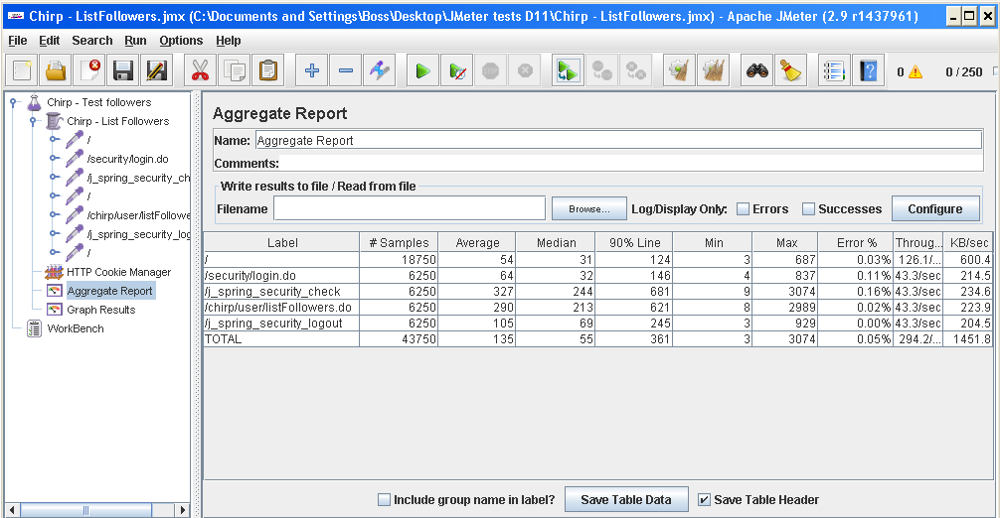 Chirp - ListFollowers.jmx (C:\Documents and Settings\Boss\Desktop\JMeter tests D11\Chirp - ListFollowers.jmx) - Apache JMeter (2.9 r1437961)
File Edit Search Run Options Help
0 0 / 250
Chirp - Test followers
Chirp - List Followers
/
/security/login.do
/j_spring_security_ch
/
/chirp/user/listFollowe
/j_spring_security_log
/
HTTP Cookie Manager
Aggregate Report
Graph Results
WorkBench
Aggregate Report
Name: Aggregate Report
Comments:
Write results to file / Read from file
Filename Browse... Log/Display Only: Errors Successes Configure
Label # Samples Average Median 90% Line Min Max Error % Throug... KB/sec
/ 18750 54 31 124 3 687 0.03% 126.1/... 600.4
/security/login.do 6250 64 32 146 4 837 0.11% 43.3/sec 214.5
/j_spring_security_check 6250 327 244 681 9 3074 0.16% 43.3/sec 234.6
/chirp/user/listFollowers.do 6250 290 213 621 8 2989 0.02% 43.3/sec 223.9
/j_spring_security_logout 6250 105 69 245 3 929 0.00% 43.3/sec 204.5
TOTAL 43750 135 55 361 3 3074 0.05% 294.2/... 1451.8
Include group name in label? Save Table Data Save Table Header